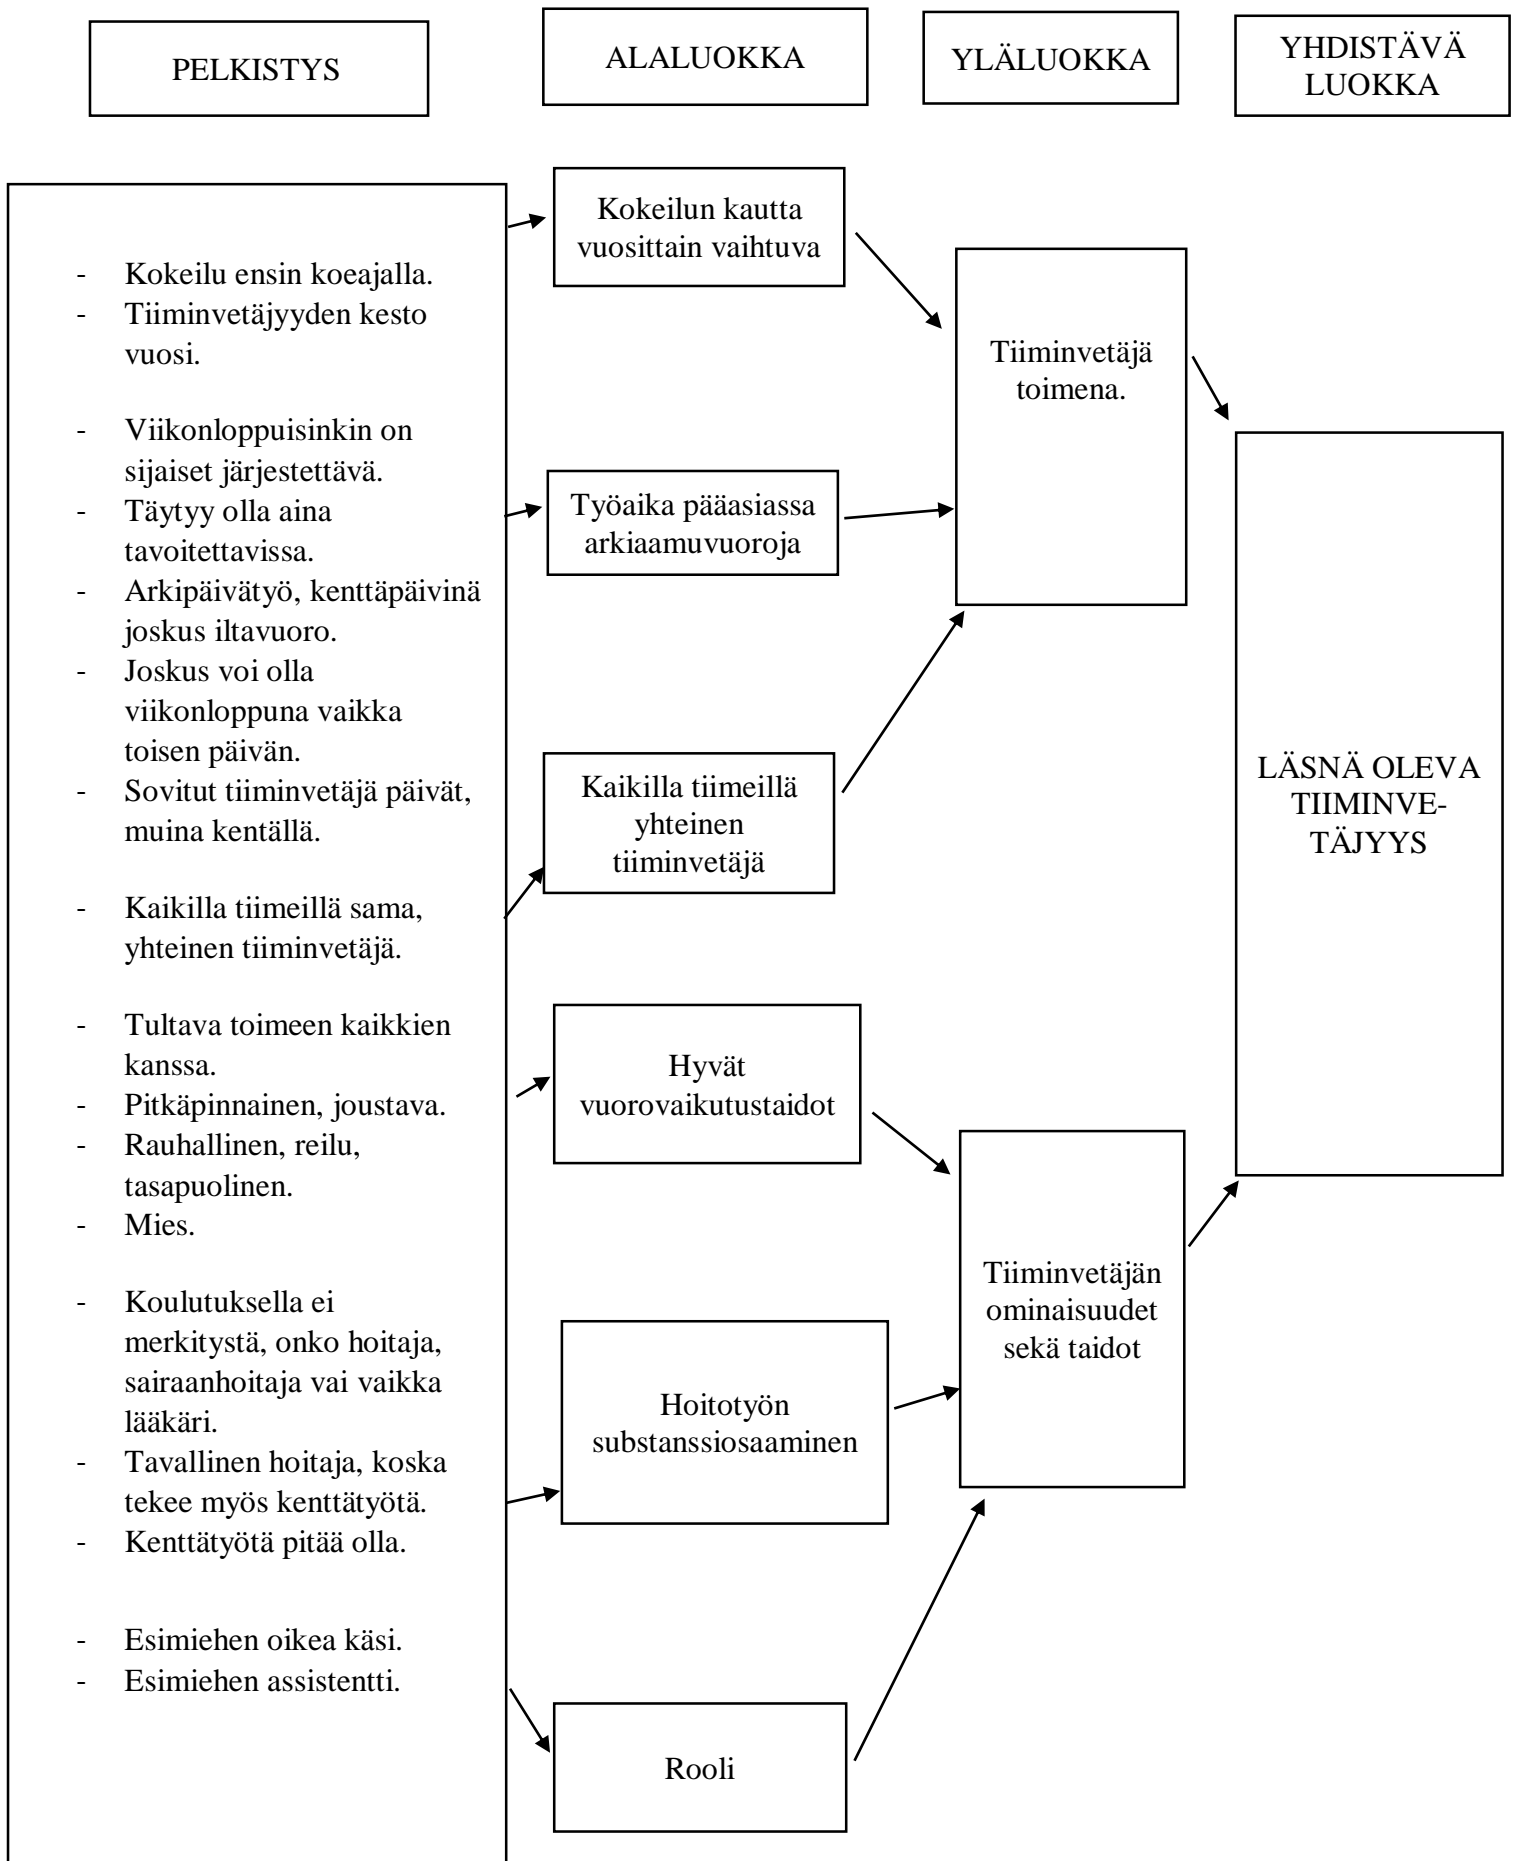 PELKISTYS
ALALUOKKA
YLÄLUOKKA
YHDISTÄVÄ
LUOKKA
- Kokeilu ensin koeajalla.
- Tiiminvetäjyyden kesto
vuosi.
- Viikonloppuisinkin on
sijaiset järjestettävä.
- Täytyy olla aina
tavoitettavissa.
- Arkipäivätyö, kenttäpäivinä
joskus iltavuoro.
- Joskus voi olla
viikonloppuna vaikka
toisen päivän.
- Sovitut tiiminvetäjä päivät,
muina kentällä.
- Kaikilla tiimeillä sama,
yhteinen tiiminvetäjä.
- Tultava toimeen kaikkien
kanssa.
- Pitkäpinnainen, joustava.
- Rauhallinen, reilu,
tasapuolinen.
- Mies.
- Koulutuksella ei
merkitystä, onko hoitaja,
sairaanhoitaja vai vaikka
lääkäri.
- Tavallinen hoitaja, koska
tekee myös kenttätyötä.
- Kenttätyötä pitää olla.
- Esimiehen oikea käsi.
- Esimiehen assistentti.
Kokeilun kautta
vuosittain vaihtuva
Työaika pääasiassa
arkiaamuvuoroja
Kaikilla tiimeillä
yhteinen
tiiminvetäjä
Hyvät
vuorovaikutustaidot
Hoitotyön
substanssiosaaminen
Rooli
Tiiminvetäjä
toimena.
Tiiminvetäjän
ominaisuudet
sekä taidot
LÄSNÄ OLEVA
TIIMINVE-
TÄJYYS